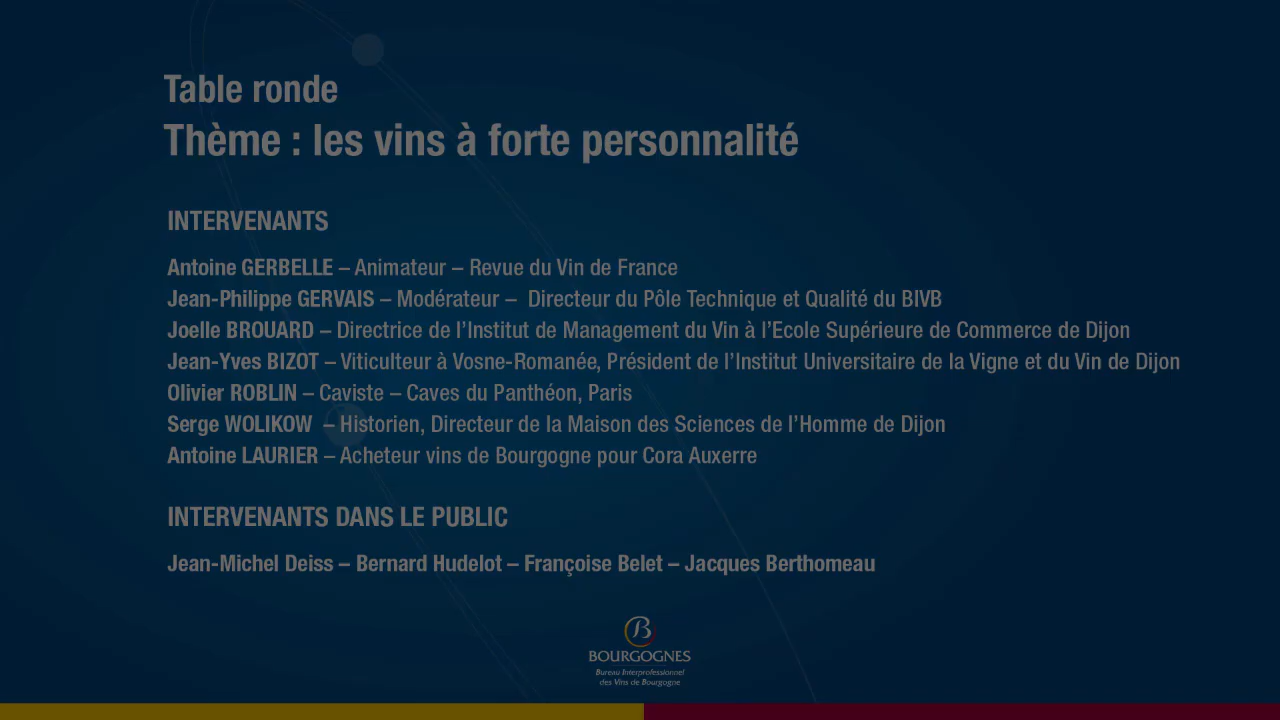 Table ronde
Thème : les vins à forte personnalité
INTERVENANTS
Antoine GERBELLE – Animateur – Revue du Vin de France
Jean-Philippe GERVAIS – Modérateur – Directeur du Pôle Technique et Qualité du BIVB
Joelle BROUARD – Directrice de l'Institut de Management du Vin à l'Ecole Supérieure de Commerce de Dijon
Jean-Yves BIZOT – Viticulteur à Vosne-Romanée, Président de l'Institut Universitaire de la Vigne et du Vin de Dijon
Olivier ROBLIN – Caviste – Caves du Panthéon, Paris
Serge WOLIKOW – Historien, Directeur de la Maison des Sciences de l'Homme de Dijon
Antoine LAURIER – Acheteur vins de Bourgogne pour Cora Auxerre
INTERVENANTS DANS LE PUBLIC
Jean-Michel Deiss – Bernard Hudelot – Françoise Belet – Jacques Berthomeau
B
BOURGOGNES
Bureau Interprofessionnel
des Vins de Bourgogne